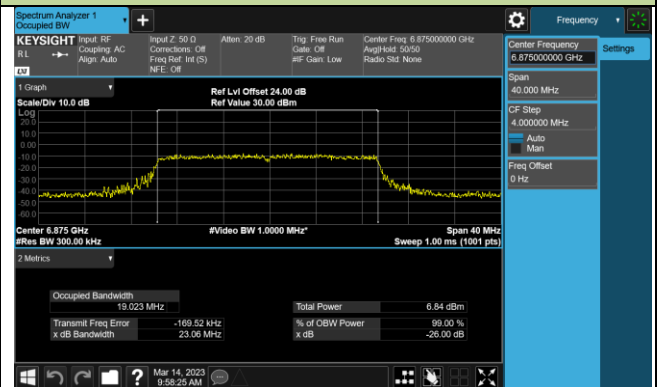 Spectrum Analyzer 1
Occupied BW
Frequency
KEYSIGHT
RL
Input: RF
Coupling: AC
Align: Auto
Input Z: 50 Ω
Corrections: Off
Freq Ref: Int (S)
NFE: Off
Atten: 20 dB
Trig: Free Run
Gate: Off
#IF Gain: Low
Center Freq: 6.875000000 GHz
Avg|Hold: 50/50
Radio Std: None
Center Frequency
6.875000000 GHz
Settings
Span
40.000 MHz
CF Step
4.000000 MHz
Auto
Man
Freq Offset
0 Hz
1 Graph
Scale/Div 10.0 dB
Ref Lvl Offset 24.00 dB
Ref Value 30.00 dBm
Log
20.0
10.0
0.00
-10.0
-20.0
-30.0
-40.0
-50.0
-60.0
Center 6.875 GHz
#Res BW 300.00 kHz
#Video BW 1.0000 MHz*
Span 40 MHz
Sweep 1.00 ms (1001 pts)
2 Metrics
Occupied Bandwidth
19.023 MHz
Transmit Freq Error -169.52 kHz
x dB Bandwidth 23.06 MHz
Total Power 6.84 dBm
% of OBW Power 99.00 %
x dB -26.00 dB
Mar 14, 2023
9:58:25 AM